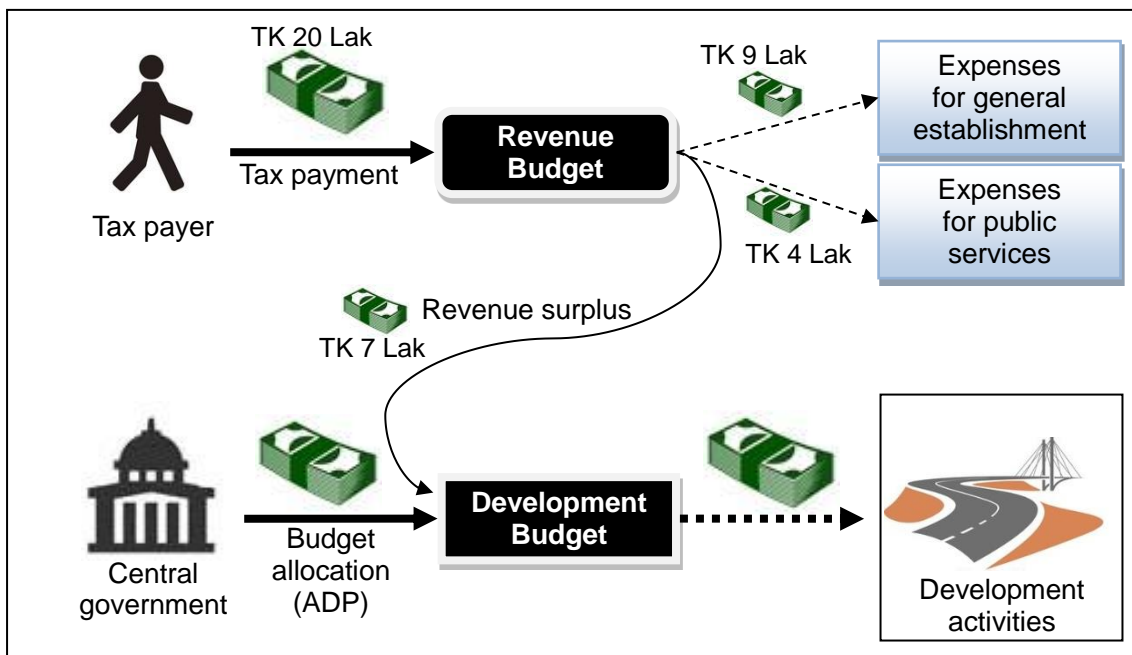 TK 20 Lak
Tax payment
Tax payer
Revenue
Budget
TK 9 Lak
Expenses
for general
establishment
TK 4 Lak
Expenses
for public
services
Revenue surplus
TK 7 Lak
Central
government
Budget
allocation
(ADP)
Development
Budget
Development
activities